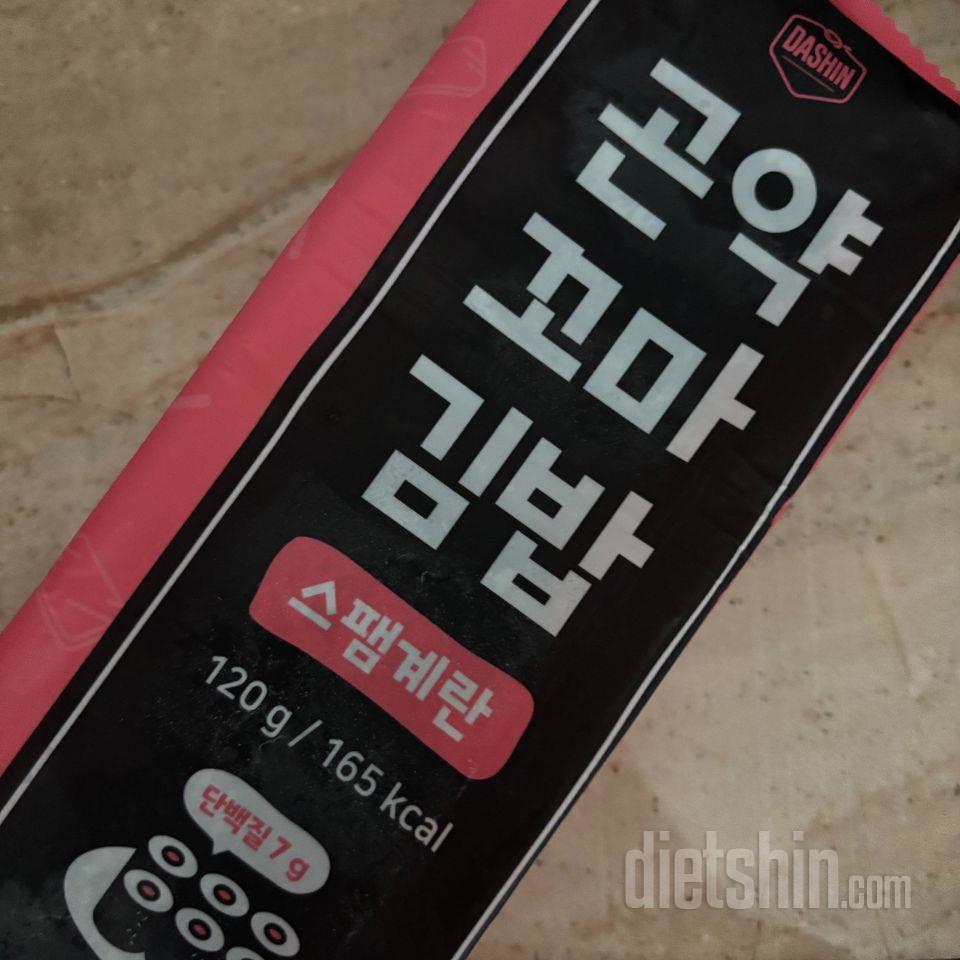 DASHIN
곤약
꼬마
김밥
스팸계란
120 g / 165 kcal
단백질 7 g
dietshin.com